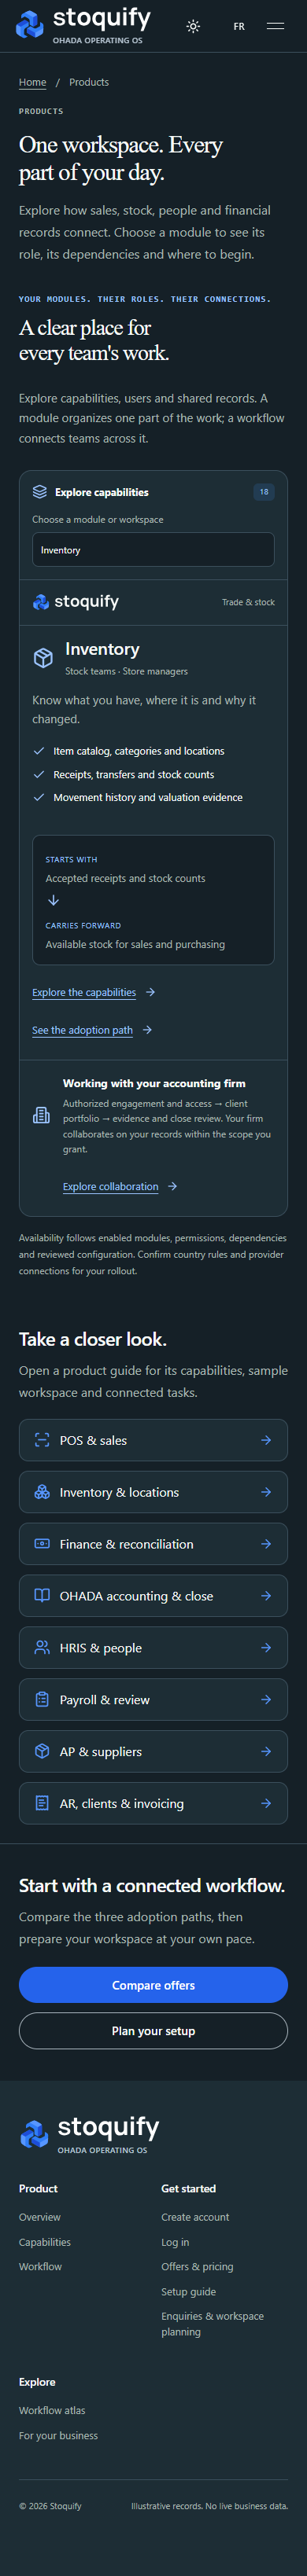 stoquify
OHADA OPERATING OS
FR
Home / Products
PRODUCTS
One workspace. Every
part of your day.
Explore how sales, stock, people and financial
records connect. Choose a module to see its
role, its dependencies and where to begin.
YOUR MODULES. THEIR ROLES. THEIR CONNECTIONS.
A clear place for
every team's work.
Explore capabilities, users and shared records. A
module organizes one part of the work; a workflow
connects teams across it.
Explore capabilities 18
Choose a module or workspace
Inventory
stoquify Trade & stock
Inventory
Stock teams · Store managers
Know what you have, where it is and why it
changed.
Item catalog, categories and locations
Receipts, transfers and stock counts
Movement history and valuation evidence
STARTS WITH
Accepted receipts and stock counts
CARRIES FORWARD
Available stock for sales and purchasing
Explore the capabilities
See the adoption path
Working with your accounting firm
Authorized engagement and access → client
portfolio → evidence and close review. Your firm
collaborates on your records within the scope you
grant.
Explore collaboration
Availability follows enabled modules, permissions, dependencies
and reviewed configuration. Confirm country rules and provider
connections for your rollout.
Take a closer look.
Open a product guide for its capabilities, sample
workspace and connected tasks.
POS & sales
Inventory & locations
Finance & reconciliation
OHADA accounting & close
HRIS & people
Payroll & review
AP & suppliers
AR, clients & invoicing
Start with a connected workflow.
Compare the three adoption paths, then
prepare your workspace at your own pace.
Compare offers
Plan your setup
stoquify
OHADA OPERATING OS
Product
Overview
Capabilities
Workflow
Get started
Create account
Log in
Offers & pricing
Setup guide
Enquiries & workspace
planning
Explore
Workflow atlas
For your business
© 2026 Stoquify
Illustrative records. No live business data.